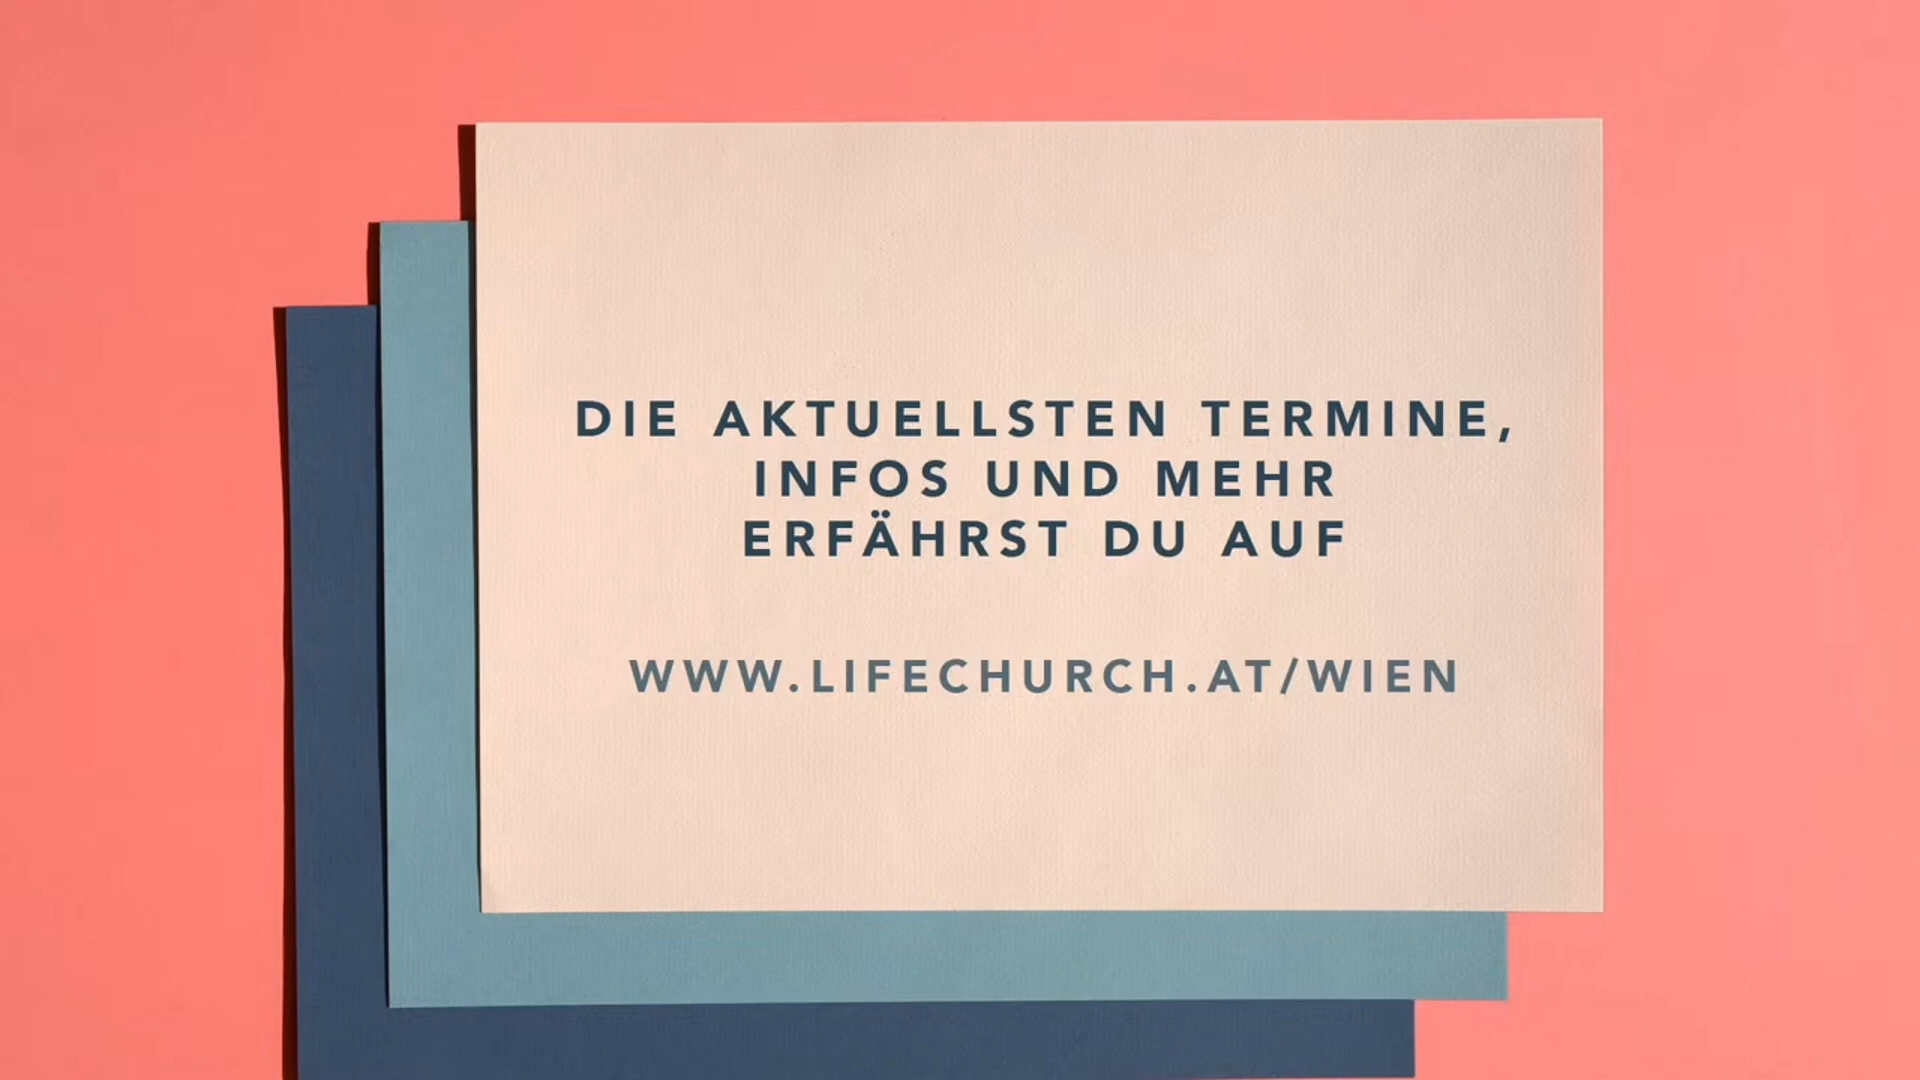 DIE AKTUELLSTEN TERMINE,
INFOS UND MEHR
ERFÄHRST DU AUF
WWW.LIFECHURCH.AT/WIEN